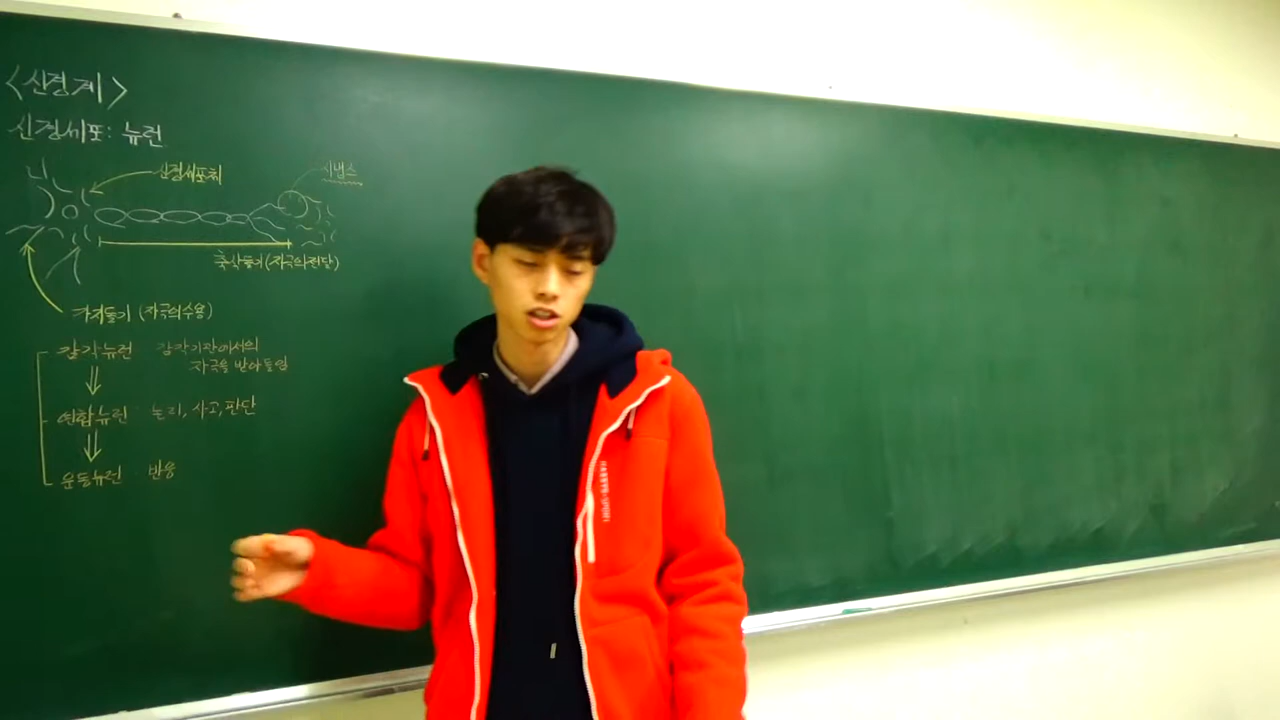 <신경계>
신경세포: 뉴런
신경세포체
시냅스
축삭돌기(자극의 전달)
가지돌기 (자극의 수용)
감각뉴런 감각기관에서의
자극을 받아들임
연합뉴런 논리, 사고, 판단
운동뉴런 반응